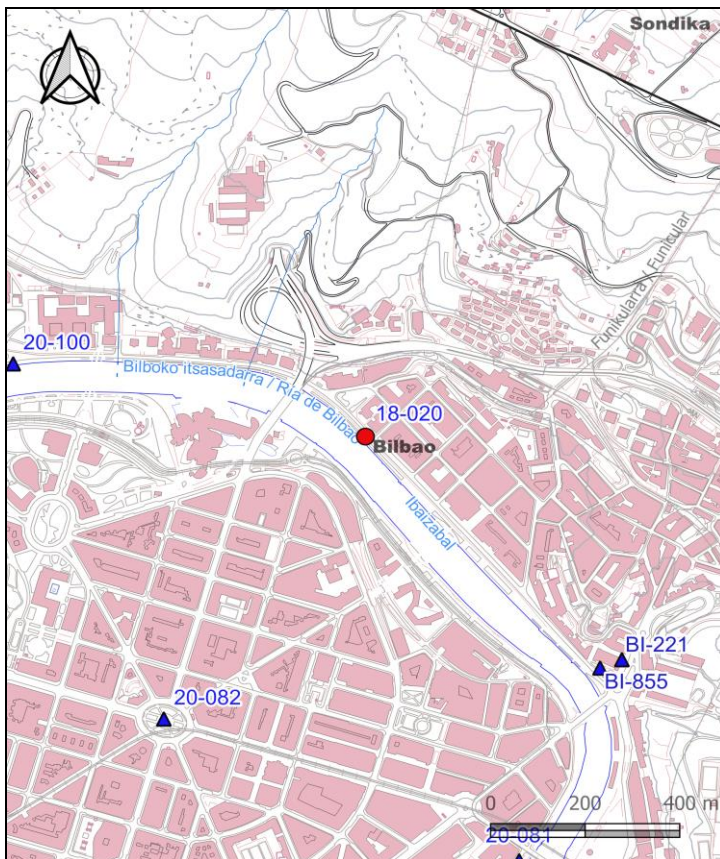 Sondika
Funikularra / Funicular
20-100
Bilboko itsasadarra / Ría de Bilbao
18-020
Bilbao
Ibaizabal
BI-221
BI-855
20-082
0 200 400 m
20-081